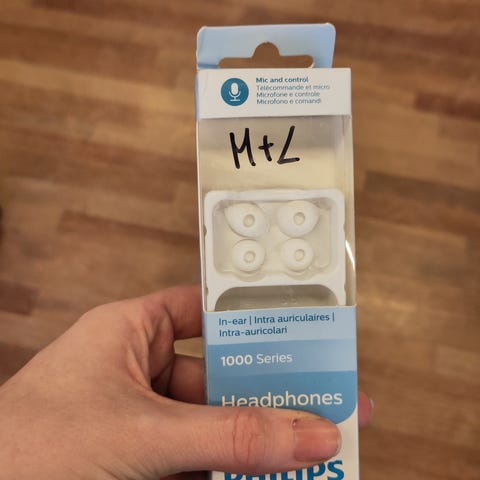 Mic and control
Télécommande et micro
Microfone e controle
Microfono e comandi
M+L
In-ear | Intra auriculaires |
Intra-auricolari
1000 Series
Headphones
PHILIPS